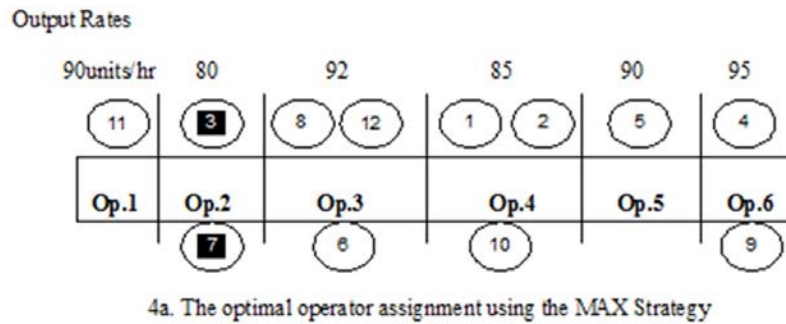 Output Rates
90units/hr 80 92 85 90 95
11 3 8 12 1 2 5 4
Op.1 Op.2 Op.3 Op.4 Op.5 Op.6
7 6 10 9
4a. The optimal operator assignment using the MAX Strategy